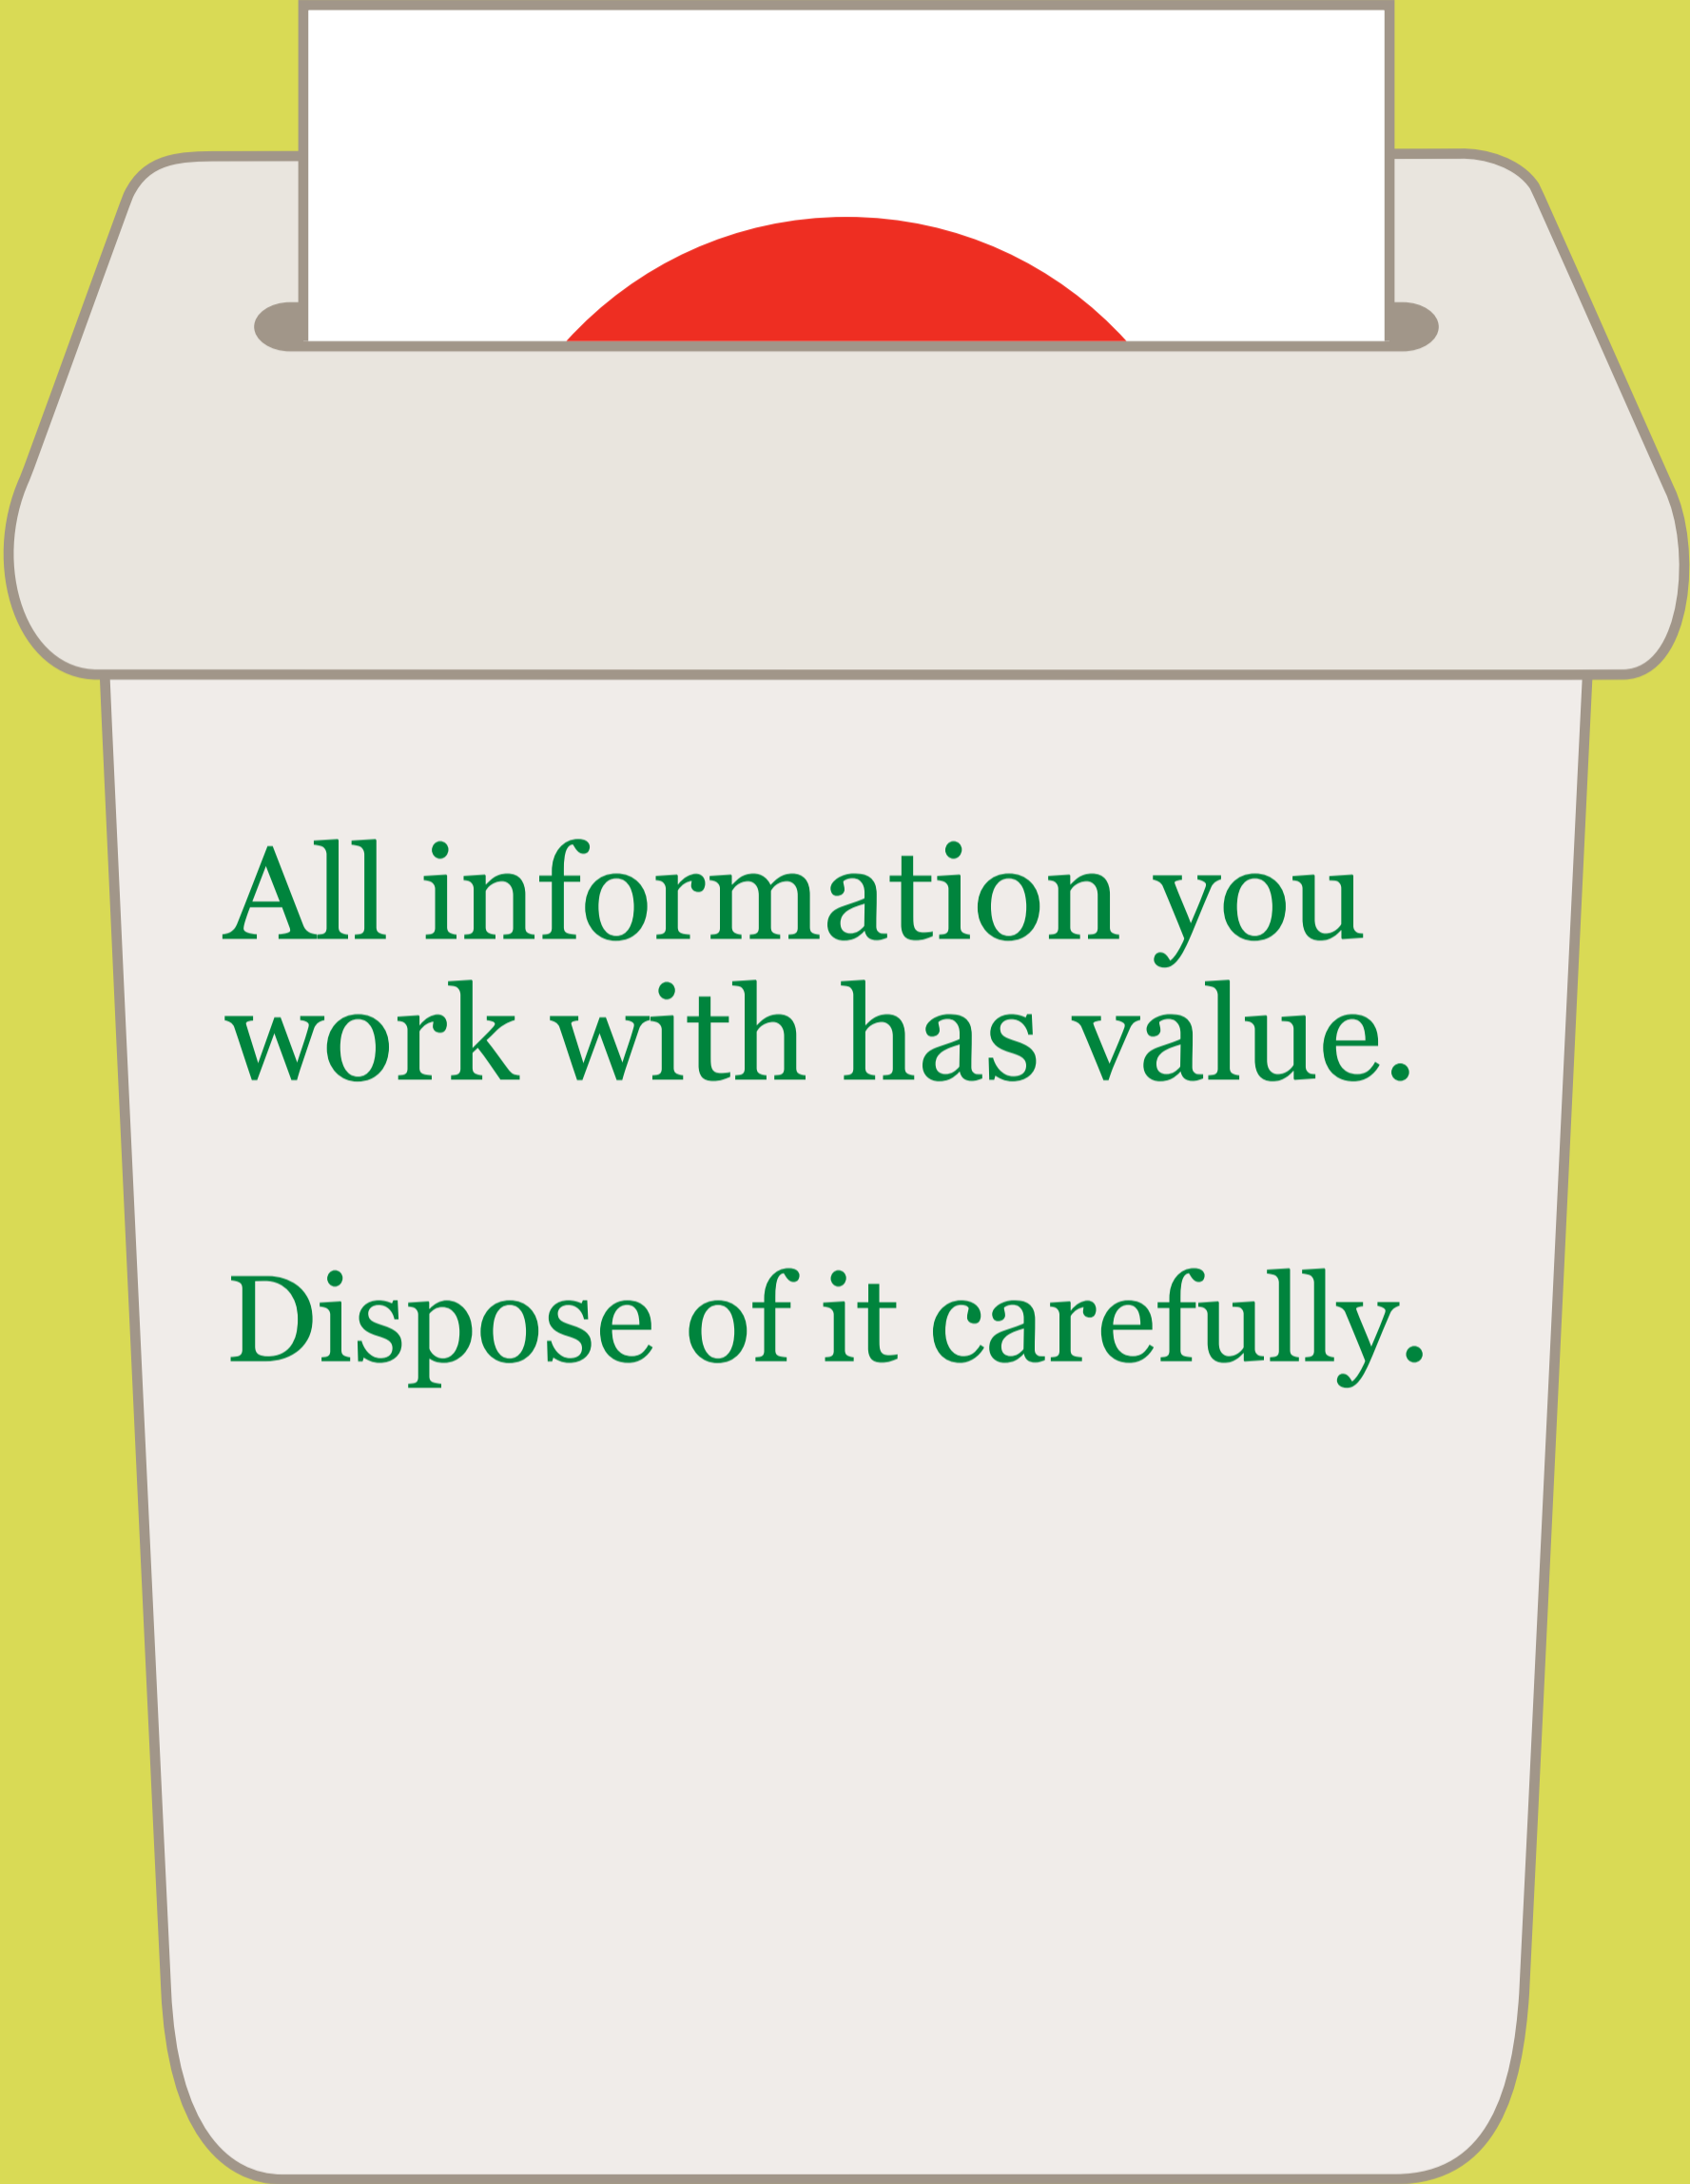 All information you
work with has value.
Dispose of it carefully.